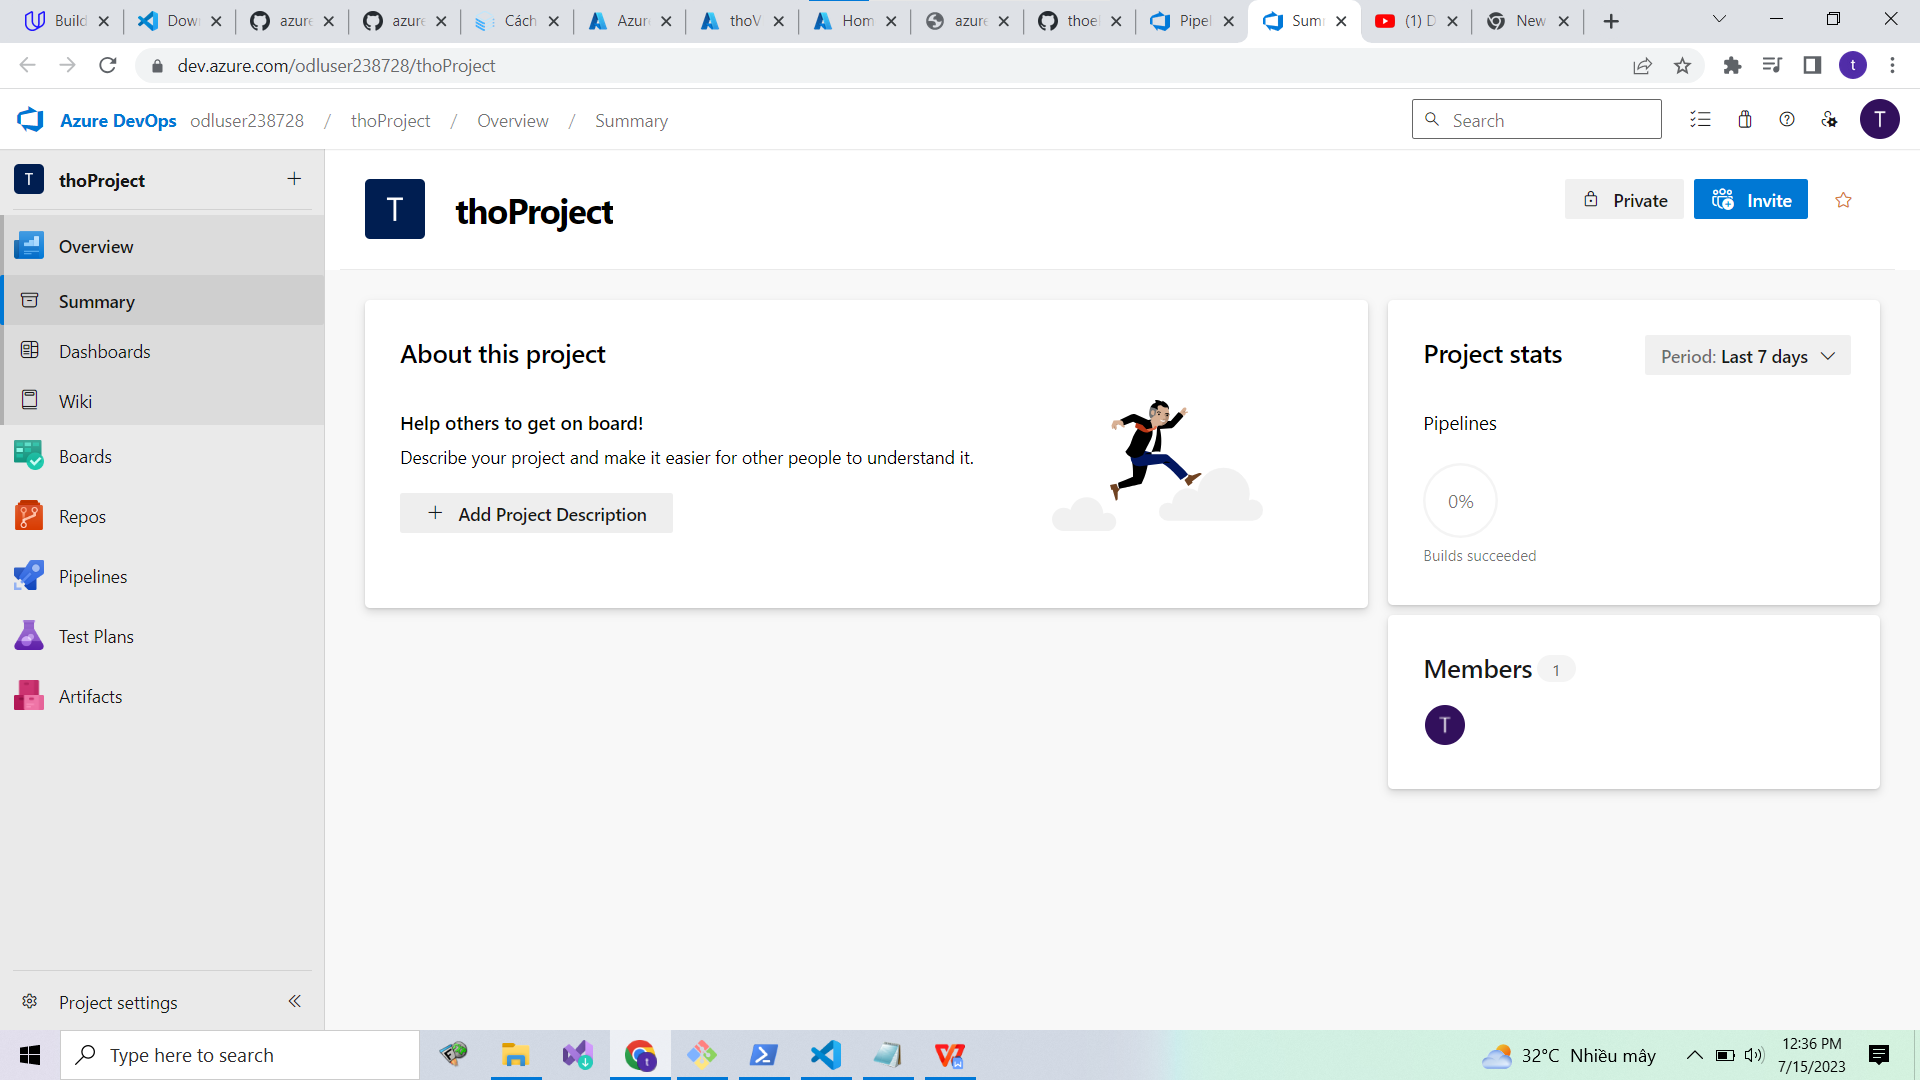 Build
Dow
azure
azure
Cách
Azur
thoV
Hom
azure
thoe
Pipel
Sum
(1) D
New
dev.azure.com/odluser238728/thoProject
t
Azure DevOps odluser238728 / thoProject / Overview / Summary
Search
T
T thoProject
Overview
Summary
Dashboards
Wiki
Boards
Repos
Pipelines
Test Plans
Artifacts
Project settings
T thoProject
Private
Invite
About this project
Help others to get on board!
Describe your project and make it easier for other people to understand it.
+ Add Project Description
Project stats
Period: Last 7 days
Pipelines
0%
Builds succeeded
Members 1
T
Type here to search
32°C Nhiều mây
12:36 PM
7/15/2023